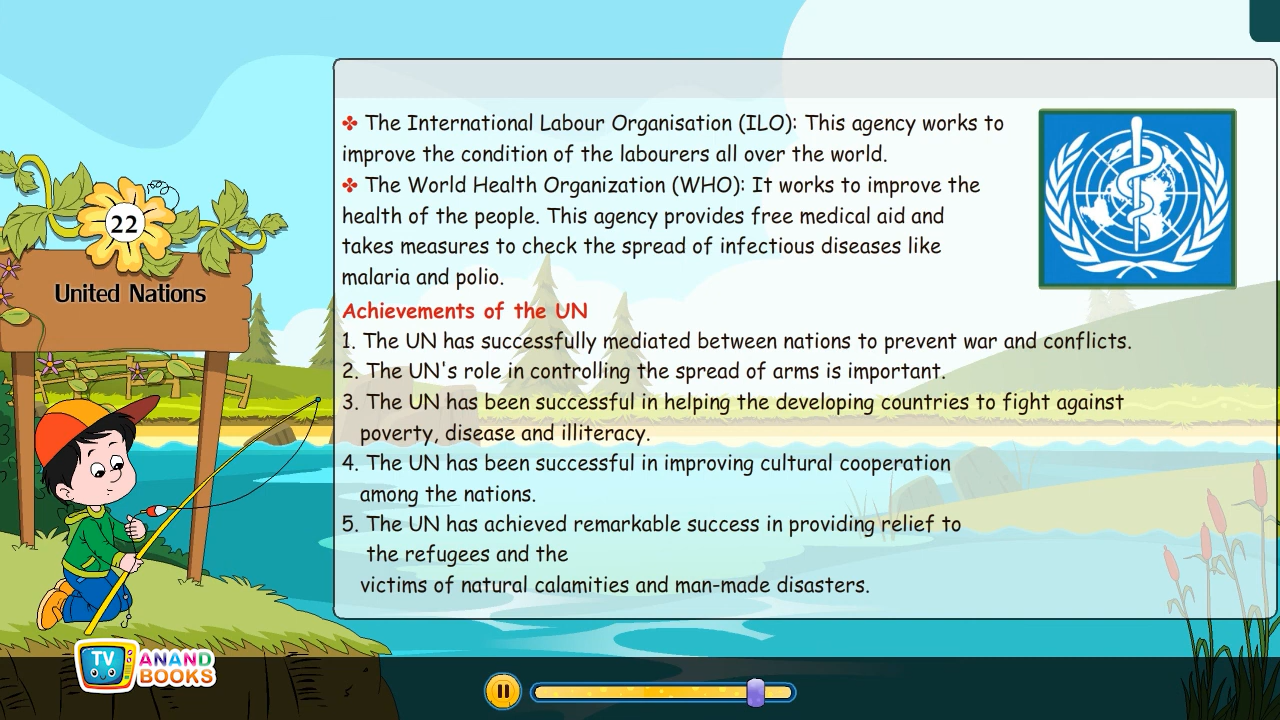 ✤ The International Labour Organisation (ILO): This agency works to
improve the condition of the labourers all over the world.
✤ The World Health Organization (WHO): It works to improve the
health of the people. This agency provides free medical aid and
takes measures to check the spread of infectious diseases like
malaria and polio.
Achievements of the UN
1. The UN has successfully mediated between nations to prevent war and conflicts.
2. The UN's role in controlling the spread of arms is important.
3. The UN has been successful in helping the developing countries to fight against
poverty, disease and illiteracy.
4. The UN has been successful in improving cultural cooperation
among the nations.
5. The UN has achieved remarkable success in providing relief to
the refugees and the
victims of natural calamities and man-made disasters.
22
United Nations
TV
ANAND
BOOKS